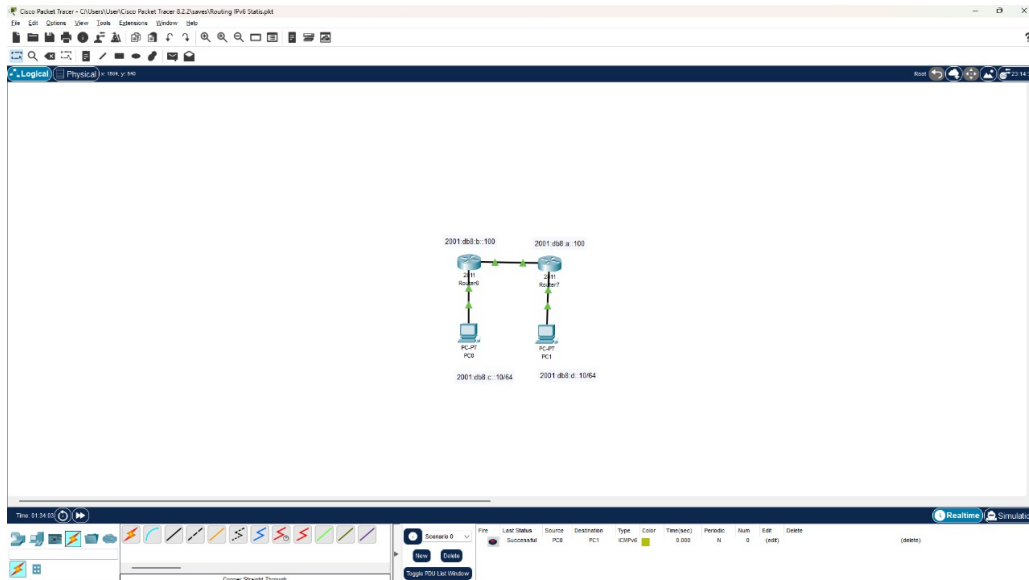 Cisco Packet Tracer - C:\Users\User\Cisco Packet Tracer 8.2.2\saves\Routing IPv6 Statis.pkt
File Edit Options View Tools Extensions Window Help
Logical Physical Root
2001:db8:b::100 2001:db8:a::100
Router6 Router7
PC-PT PC-PT
PC0 PC1
2001:db8:c::10/64 2001:db8:d::10/64
Time: 01:34:03 Realtime Simulatio
Scenario 0 Fire Last Status Source Destination Type Color Time(sec) Periodic Num Edit Delete
Successful PC0 PC1 ICMPv6 0.000 N 0 (edit) (delete)
New Delete
Toggle PDU List Window
Copper Straight-Through